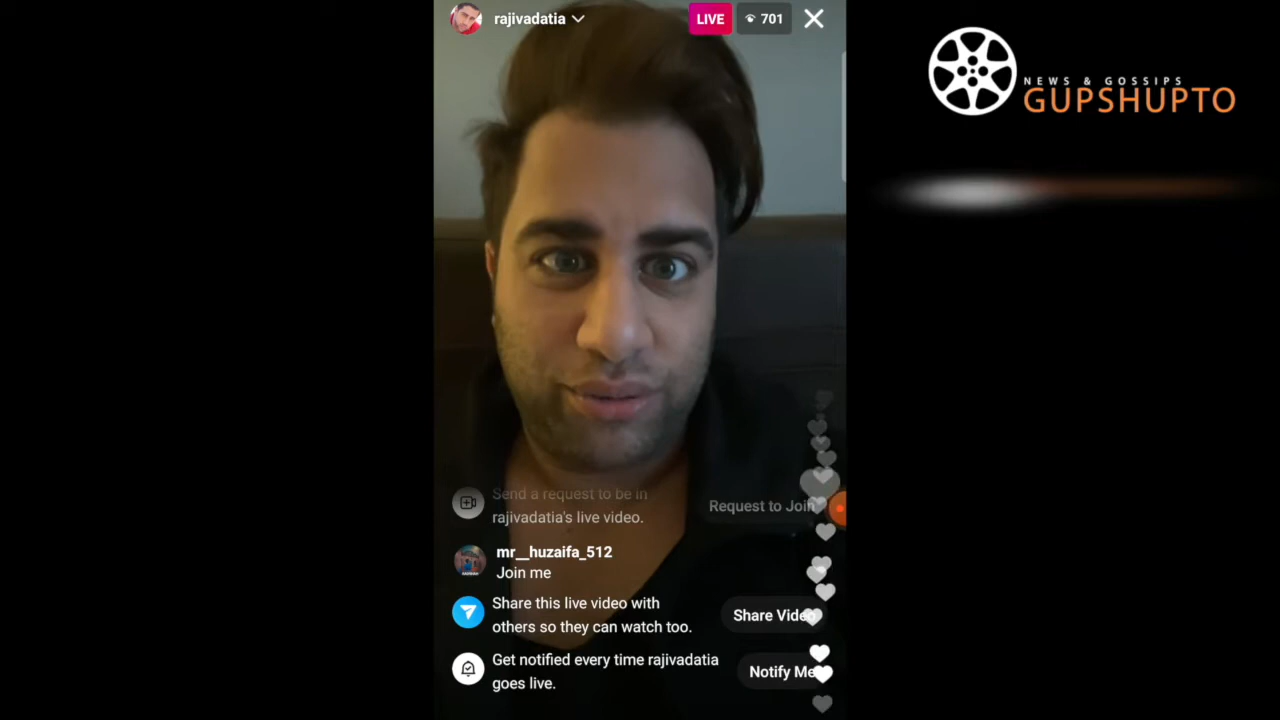 rajivadatia
LIVE
701
NEWS & GOSSIPS
GUPSHUPTO
Send a request to be in
rajivadatia's live video.
Request to Join
mr__huzaifa_512
Join me
Share this live video with
others so they can watch too.
Share Video
Get notified every time rajivadatia
goes live.
Notify Me